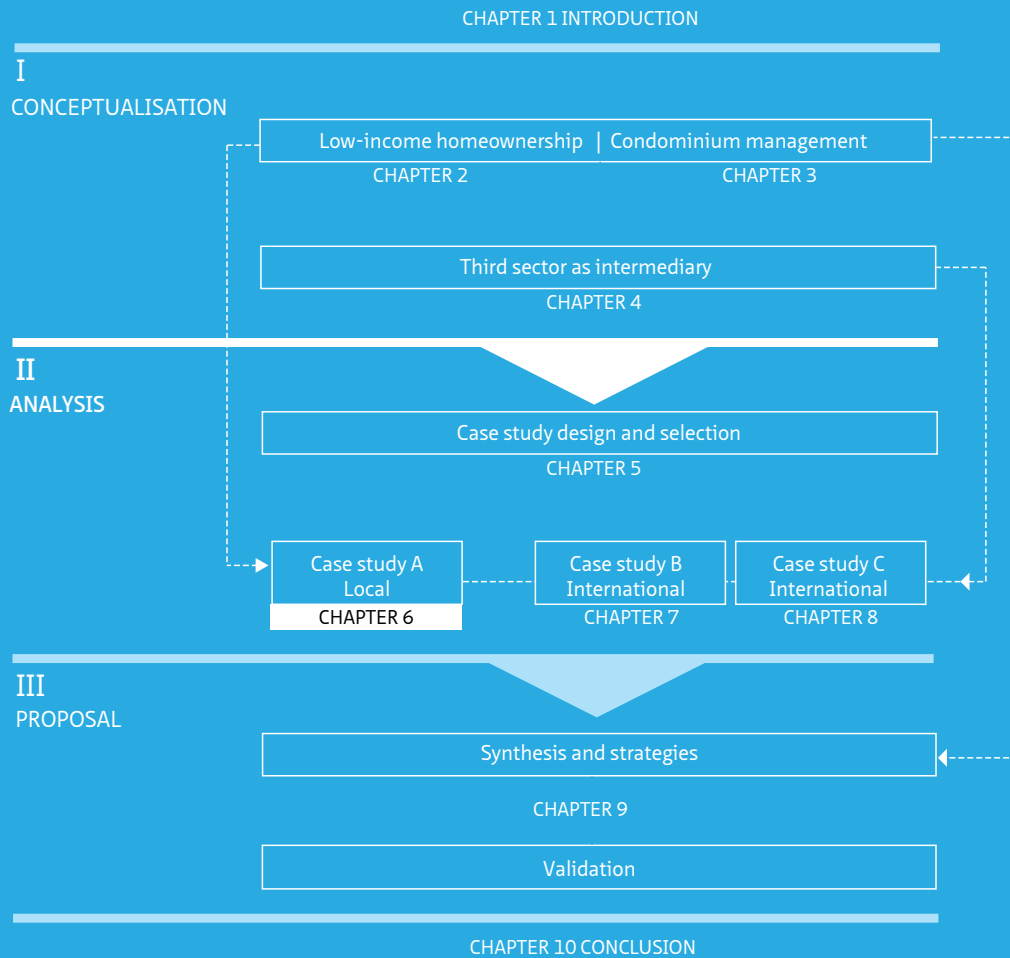 CHAPTER 1 INTRODUCTION
I
CONCEPTUALISATION
Low-income homeownership | Condominium management
CHAPTER 2 CHAPTER 3
Third sector as intermediary
CHAPTER 4
II
ANALYSIS
Case study design and selection
CHAPTER 5
Case study A
Local
CHAPTER 6
Case study B
International
CHAPTER 7
Case study C
International
CHAPTER 8
III
PROPOSAL
Synthesis and strategies
CHAPTER 9
Validation
CHAPTER 10 CONCLUSION